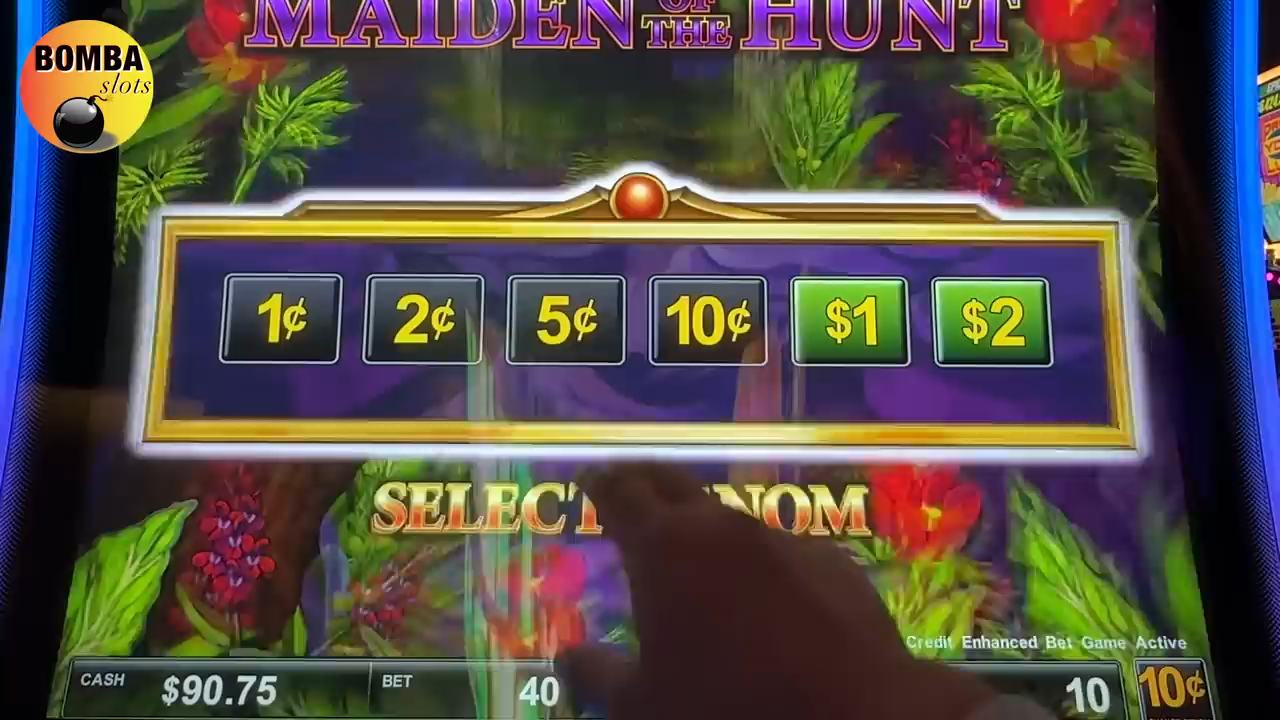 MAIDEN OF THE HUNT
BOMBA
slots
1¢ 2¢ 5¢ 10¢ $1 $2
SELECT
Credit Enhanced Bet Game Active
CASH $90.75 BET 40 10 10¢